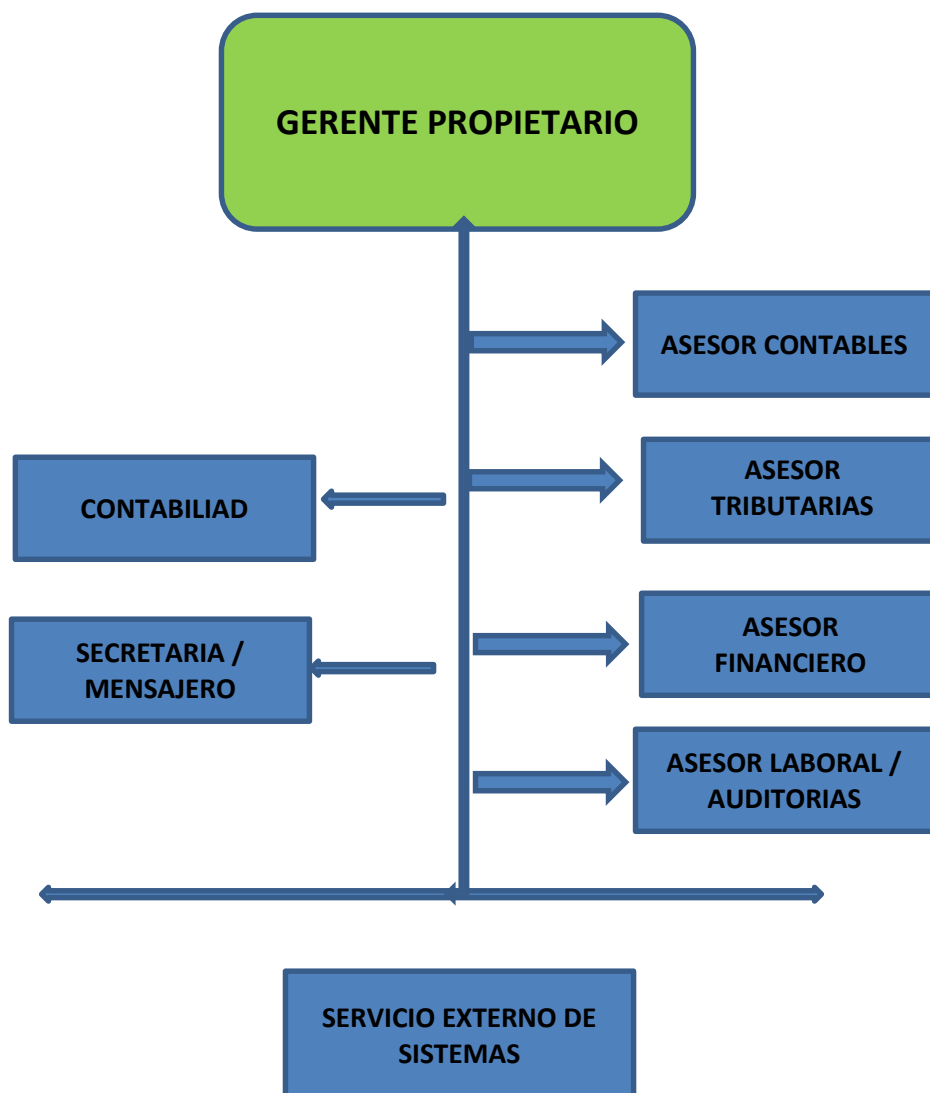 GERENTE PROPIETARIO
ASESOR CONTABLES
ASESOR
TRIBUTARIAS
CONTABILIAD
ASESOR
FINANCIERO
SECRETARIA /
MENSAJERO
ASESOR LABORAL /
AUDITORIAS
SERVICIO EXTERNO DE
SISTEMAS